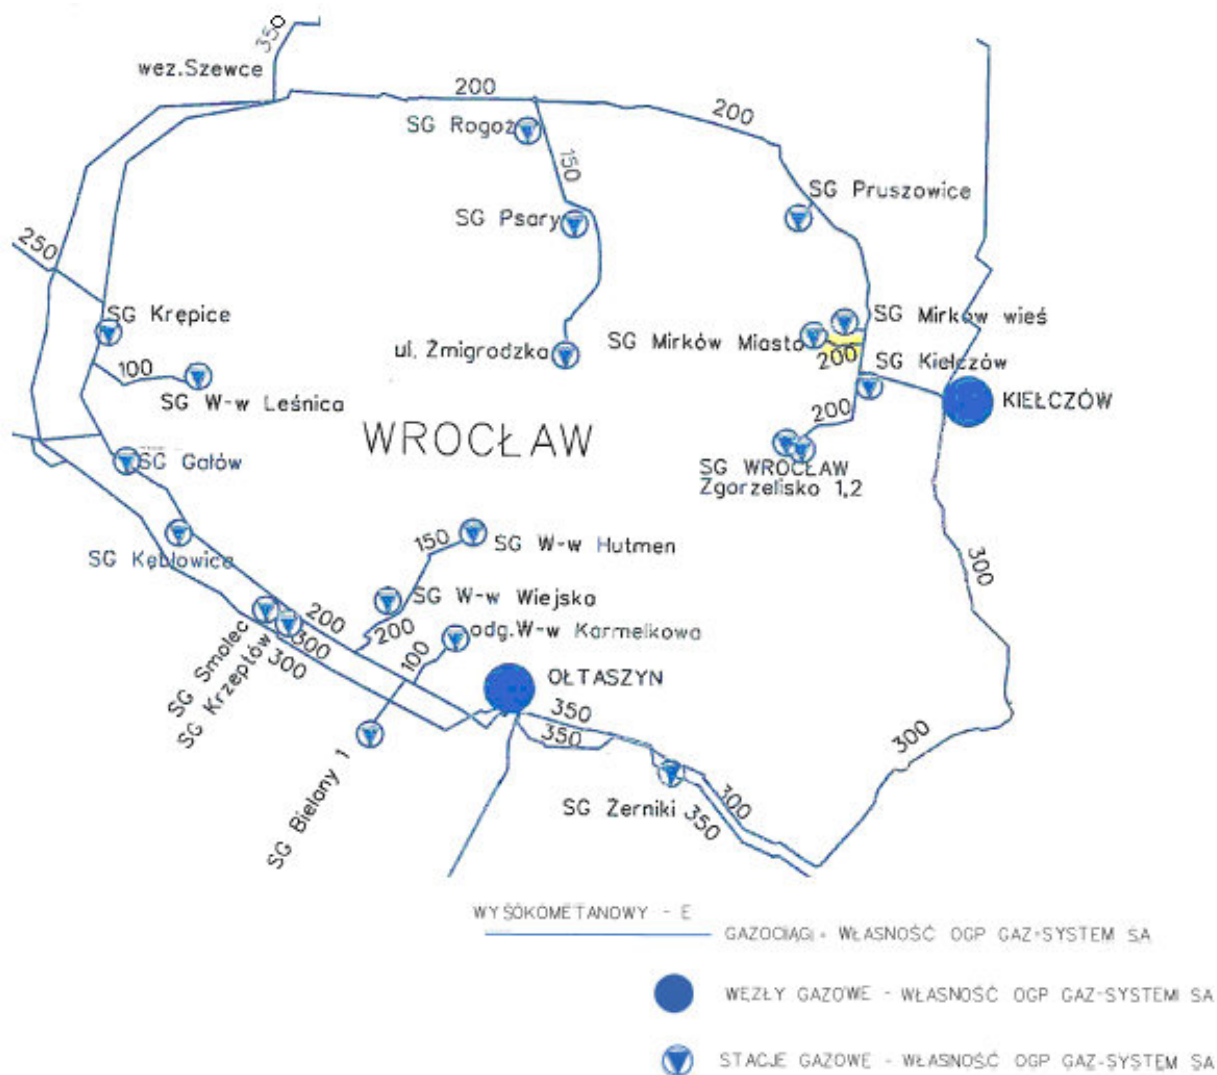 350
wez.Szewce
200
200
SG Rogoż
150
SG Pruszowice
SG Psary
250
SG Krępice
SG Mirków wieś
SG Mirków Miasto
200
ul. Żmigrodzka
SG Kiełczów
100
SG W-w Leśnica
KIEŁCZÓW
WROCŁAW
200
SG Gałów
SG WROCŁAW
Zgorzelisko 1,2
150
SG W-w Hutmen
SG Kębłowice
300
SG W-w Wiejska
200
200
odg.W-w Karmelkowa
300
300
SG Smolec
SG Krzeptów
100
OŁTASZYN
350
350
300
SG Bielany 1
SG Żerniki
300
350
WYSÓKOMETANOWY - E
GAZOCIĄGI - WŁASNOŚĆ OGP GAZ-SYSTEM SA
WĘZŁY GAZOWE - WŁASNOŚĆ OGP GAZ-SYSTEMI SA
STACJE GAZOWE - WŁASNOŚĆ OGP GAZ-SYSTEM SA